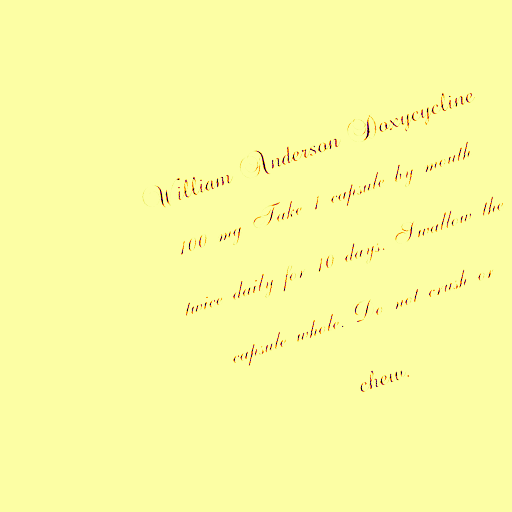 William Anderson Doxycycline
100 mg Take 1 capsule by mouth
twice daily for 10 days. Swallow the
capsule whole. Do not crush or
chew.